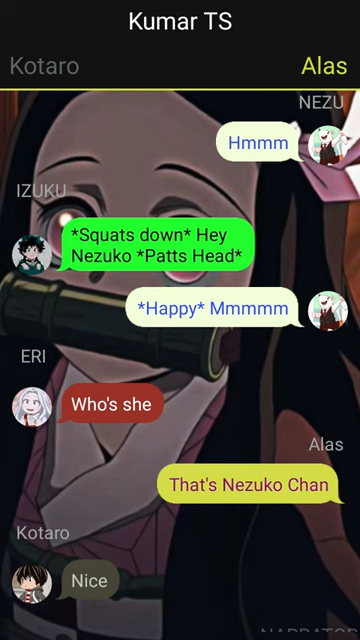 Kumar TS
Kotaro
Alas
NEZU
Hmmm
IZUKU
*Squats down* Hey
Nezuko *Patts Head*
*Happy* Mmmmm
ERI
Who's she
Alas
That's Nezuko Chan
Kotaro
Nice
NARRATOR